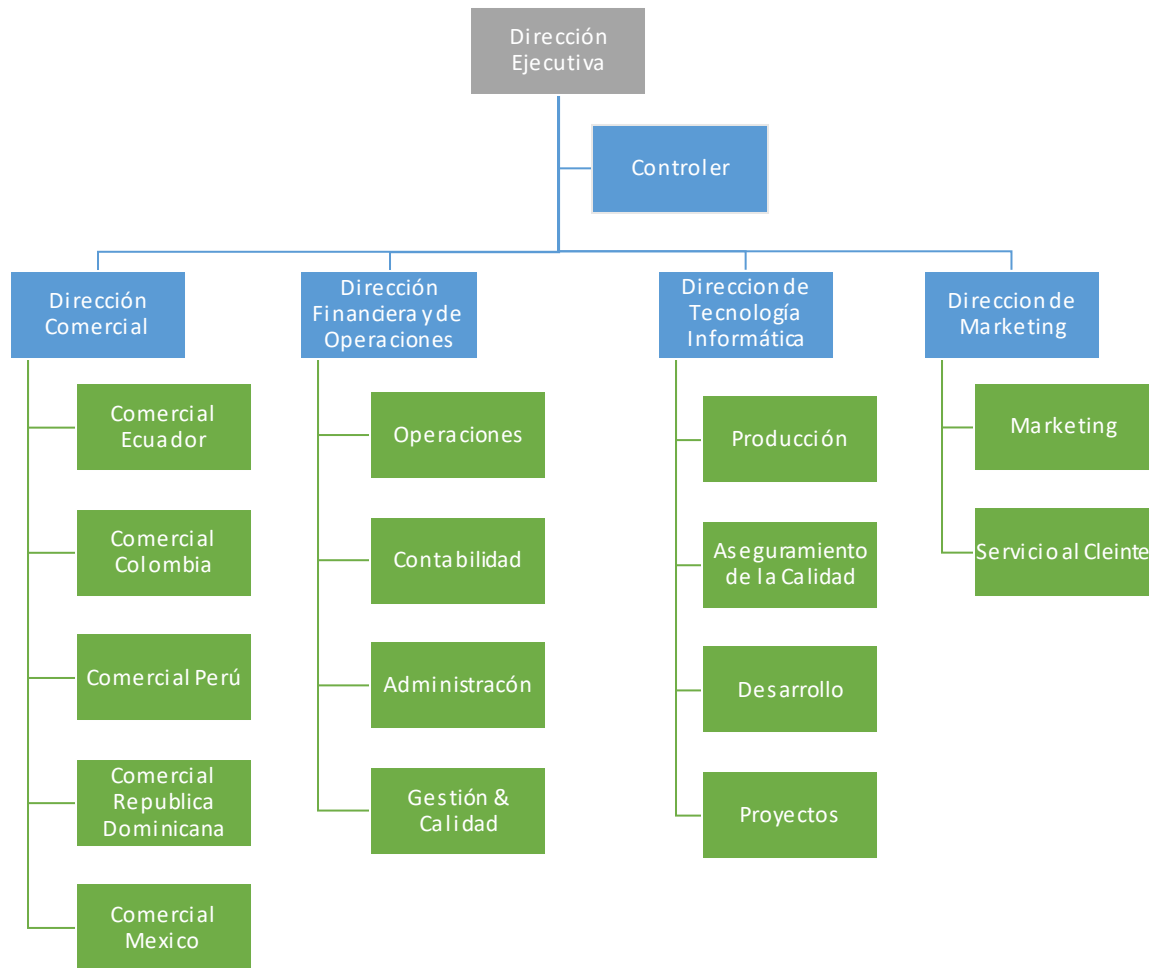 Dirección
Ejecutiva
Controler
Dirección
Comercial
Dirección
Financiera y de
Operaciones
Direccion de
Tecnología
Informática
Direccion de
Marketing
Comercial
Ecuador
Comercial
Colombia
Comercial Perú
Comercial
Republica
Dominicana
Comercial
Mexico
Operaciones
Contabilidad
Administracón
Gestión &
Calidad
Producción
Aseguramiento
de la Calidad
Desarrollo
Proyectos
Marketing
Servicio al Cleinte